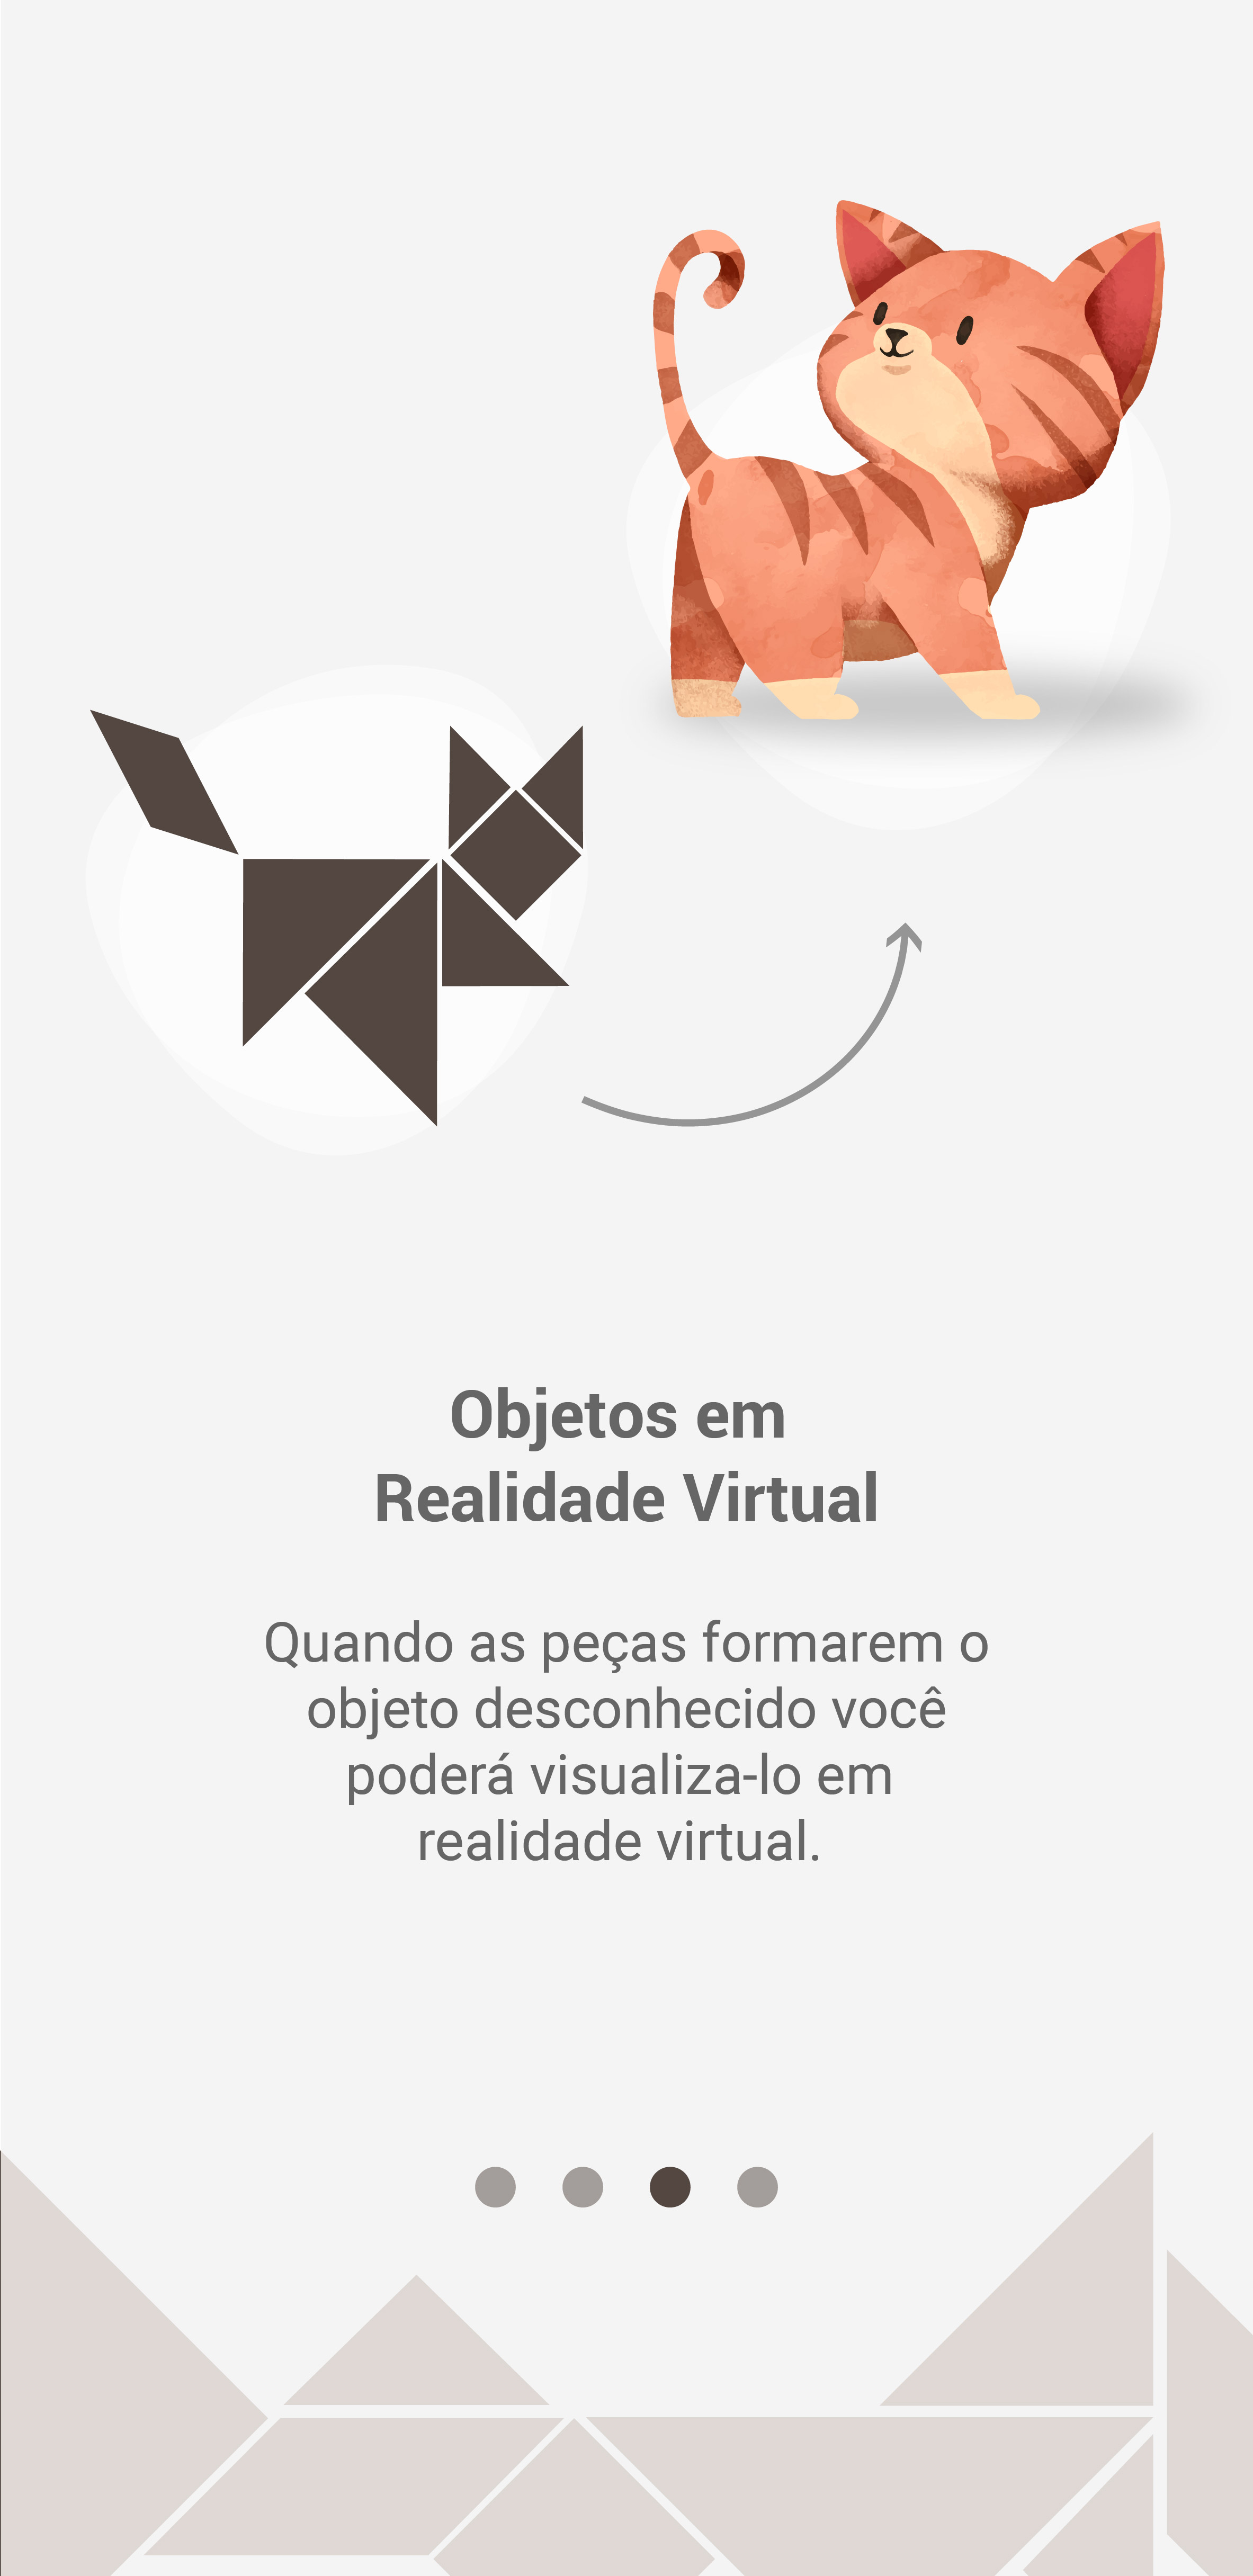 Objetos em
Realidade Virtual
Quando as peças formarem o
objeto desconhecido você
poderá visualiza-lo em
realidade virtual.